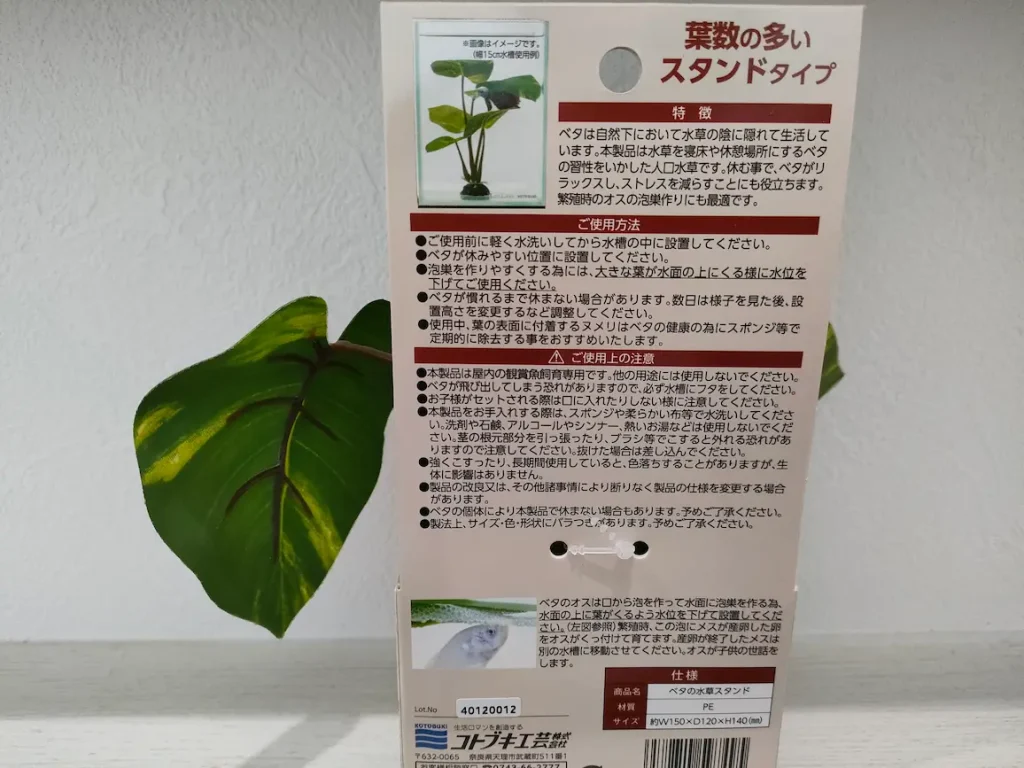 葉数の多い
スタンドタイプ
※画像はイメージです。
(幅15cm水槽使用例)
特 徴
ベタは自然下において水草の陰に隠れて生活して
います。本製品は水草を寝床や休憩場所にするベタ
の習性をいかした人口水草です。休む事で、ベタがリ
ラックスし、ストレスを減らすことにも役立ちます。
繁殖時のオスの泡巣作りにも最適です。
ご使用方法
●ご使用前に軽く水洗いしてから水槽の中に設置してください。
●ベタが休みやすい位置に設置してください。
●泡巣を作りやすくする為には、大きな葉が水面の上にくる様に水位を
下げてご使用ください。
●ベタが慣れるまで休まない場合があります。数日は様子を見た後、設
置高さを変更するなど調整してください。
●使用中、葉の表面に付着するヌメリはベタの健康の為にスポンジ等で
定期的に除去する事をおすすめいたします。
⚠ ご使用上の注意
●本製品は屋内の観賞魚飼育専用です。他の用途には使用しないでください。
●ベタが飛び出してしまう恐れがありますので、必ず水槽にフタをしてください。
●お子様がセットされる際は口に入れたりしない様に注意してください。
●本製品をお手入れする際は、スポンジや柔らかい布等で水洗いしてくださ
い。洗剤や石鹸、アルコールやシンナー、熱いお湯などは使用しないでくだ
さい。茎の根元部分を引っ張ったり、ブラシ等でこすると外れる恐れがあ
りますので注意してください。抜けた場合は差し込んでください。
●強くこすったり、長期間使用していると、色落ちすることがありますが、生
体に影響はありません。
●製品の改良又は、その他諸事情により断りなく製品の仕様を変更する場合
があります。
●ベタの個体により本製品で休まない場合もあります。予めご了承ください。
●製法上、サイズ・色・形状にバラつきがあります。予めご了承ください。
ベタのオスは口から泡を作って水面に泡巣を作る為、
水面の上に葉がくるよう水位を下げて設置してくださ
い。(左図参照)繁殖時、この泡にメスが産卵した卵
をオスがくっ付けて育てます。産卵が終了したメスは
別の水槽に移動させてください。オスが子供の世話を
します。
仕 様
商品名 ベタの水草スタンド
材質 PE
サイズ 約W150×D120×H140(㎜)
Lot.No 40120012
KOTOBUKI 生活ロマンを創造する
コトブキ工芸株式会社
〒632-0065 奈良県天理市武蔵町511番1
☎0743-66-2777